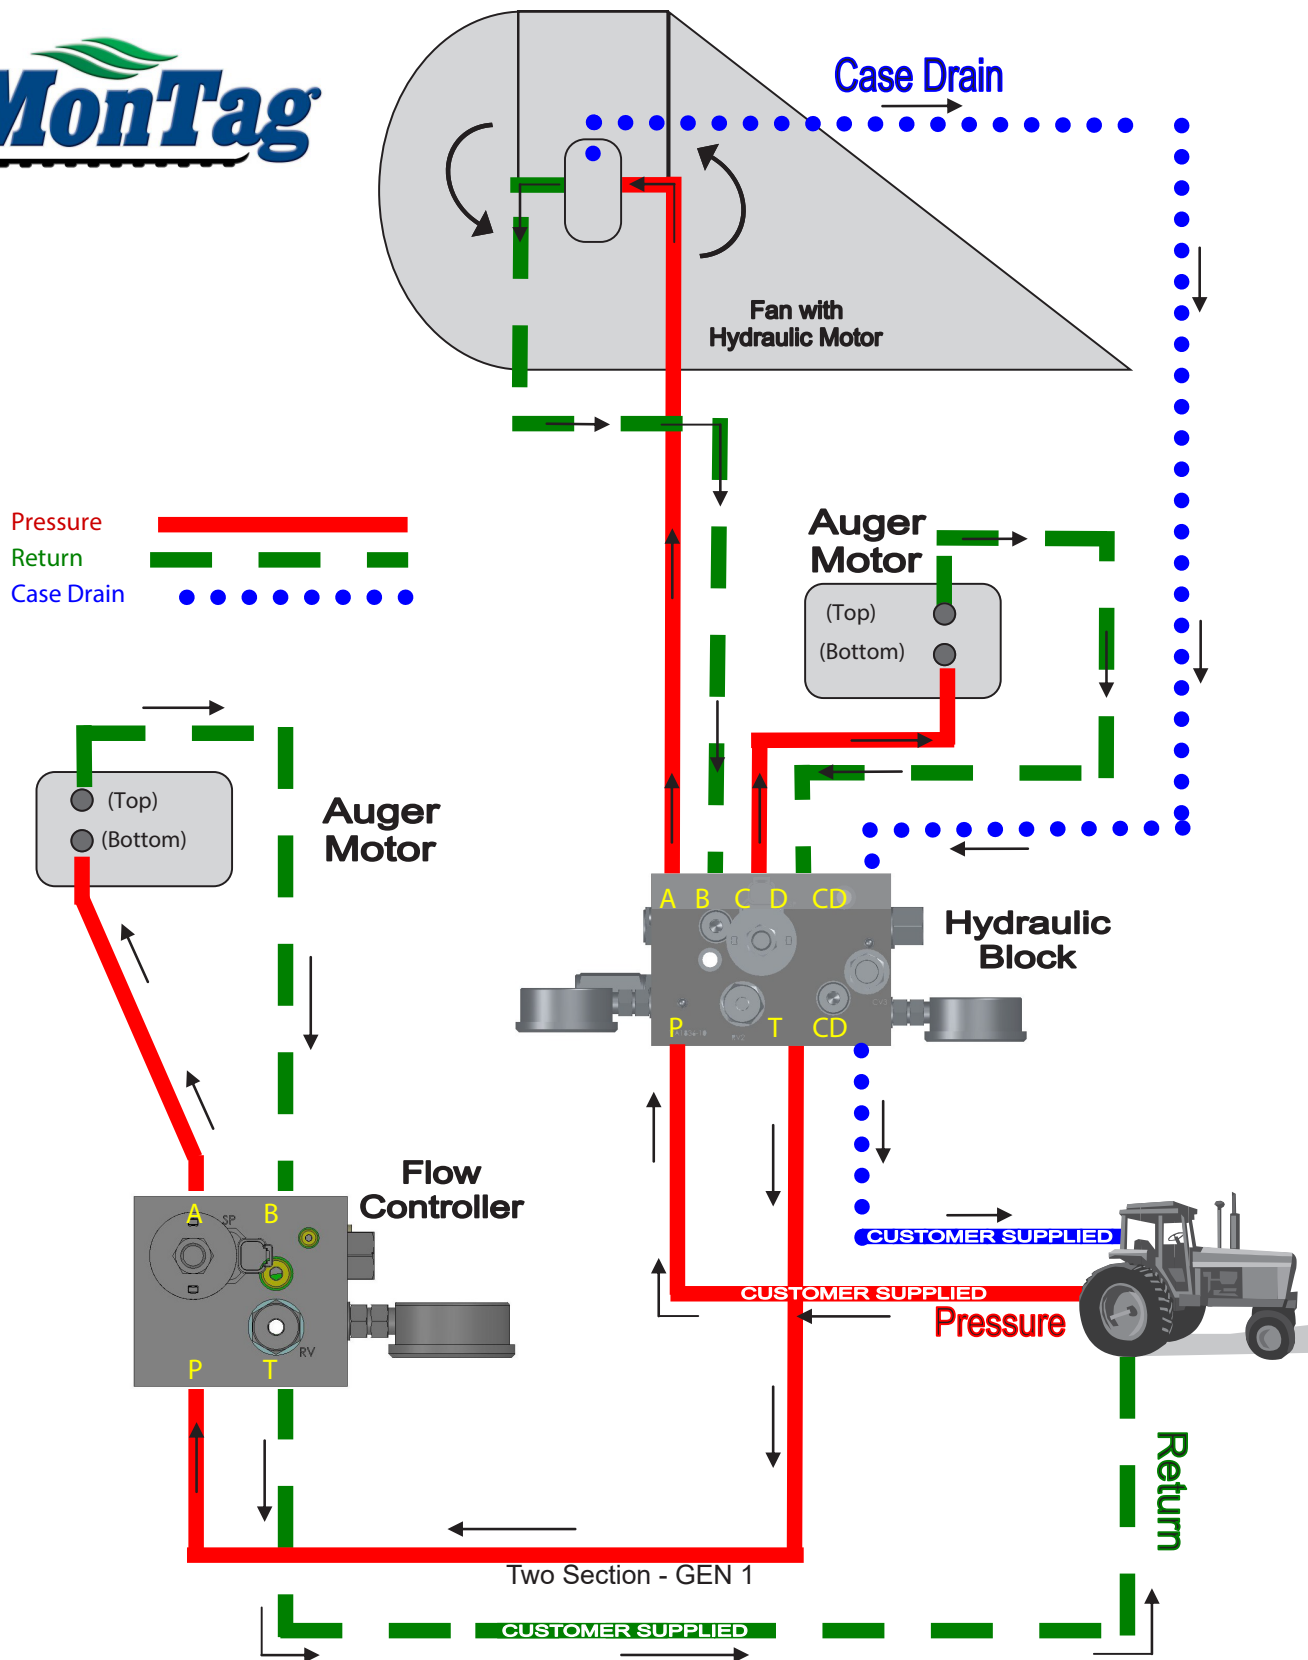 MonTag
Case Drain
Fan with
Hydraulic Motor
Pressure
Return
Case Drain
Auger
Motor
(Top)
(Bottom)
(Top)
(Bottom)
Auger
Motor
A B C D CD
Hydraulic
Block
P T CD
RV2
Flow
Controller
A B
SP
CUSTOMER SUPPLIED
CUSTOMER SUPPLIED
Pressure
RV
P T
Return
Two Section - GEN 1
CUSTOMER SUPPLIED